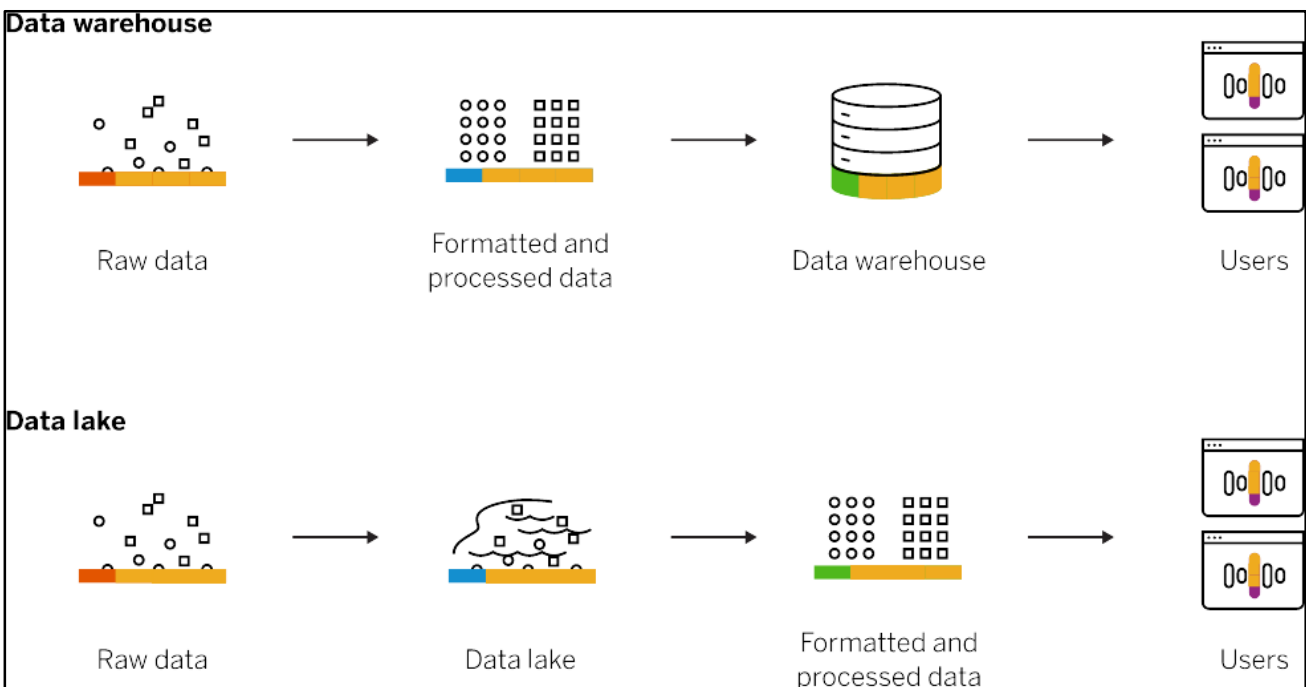 Data warehouse
Raw data
Formatted and
processed data
Data warehouse
Users
Data lake
Raw data
Data lake
Formatted and
processed data
Users